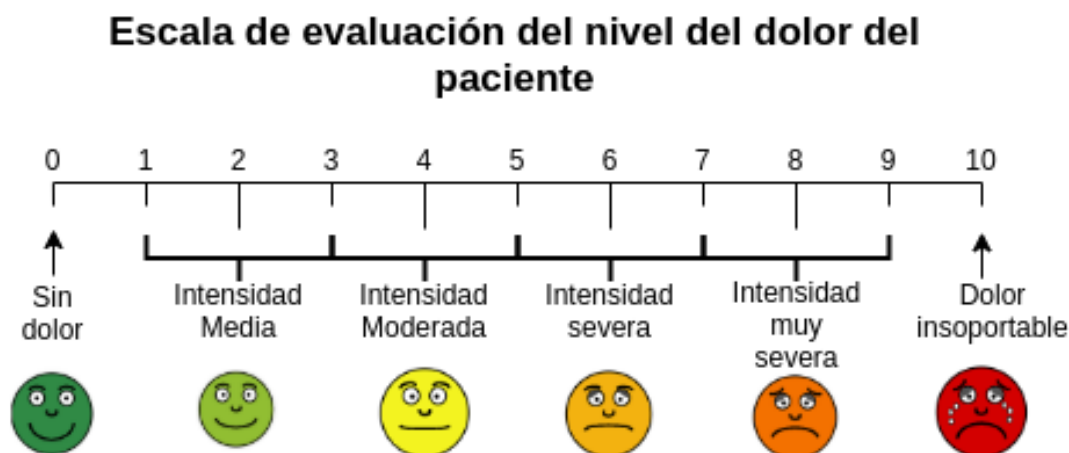 Escala de evaluación del nivel del dolor del
paciente
0 1 2 3 4 5 6 7 8 9 10
Sin
dolor
Intensidad
Media
Intensidad
Moderada
Intensidad
severa
Intensidad
muy
severa
Dolor
insoportable